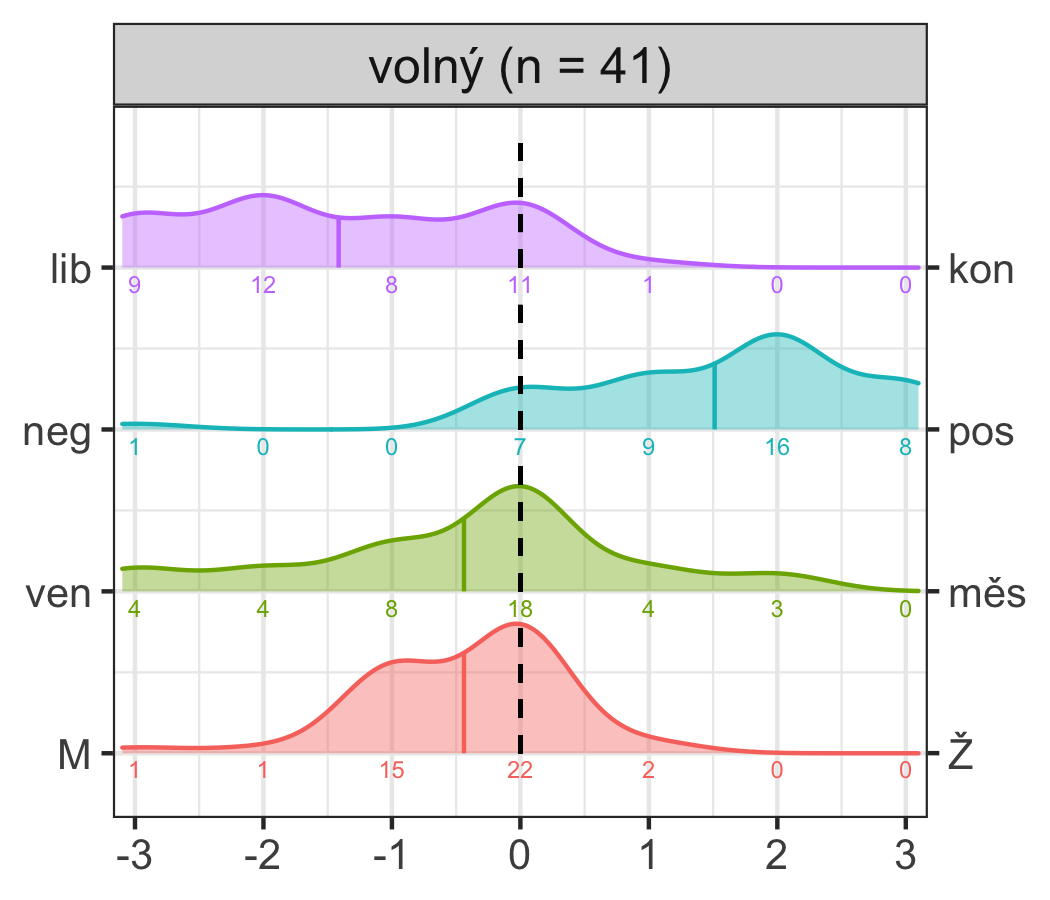 volný (n = 41)
lib kon
9 12 8 11 1 0 0
neg pos
1 0 0 7 9 16 8
ven měs
4 4 8 18 4 3 0
M Ž
1 1 15 22 2 0 0
-3 -2 -1 0 1 2 3